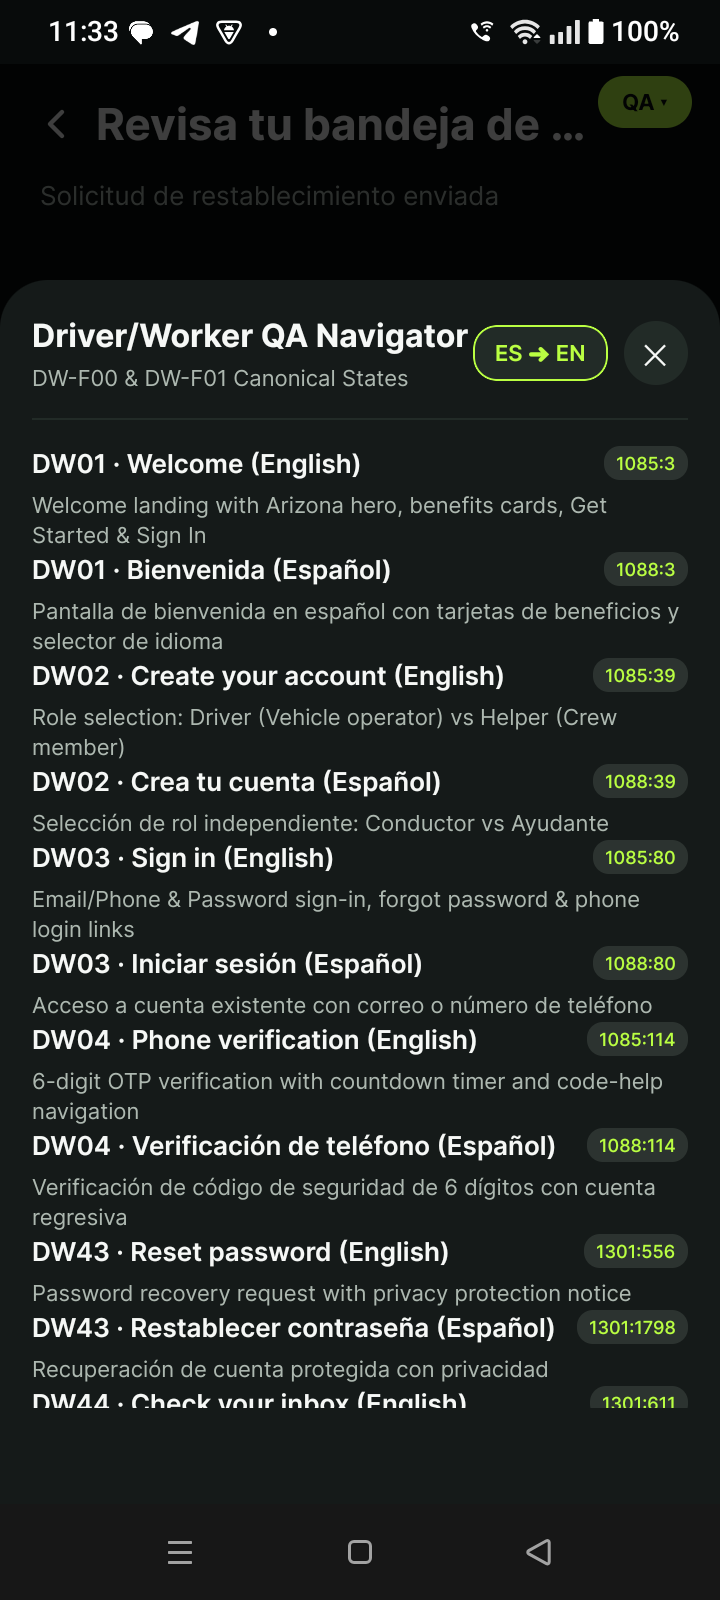 11:33
100%
QA
Revisa tu bandeja de ...
Solicitud de restablecimiento enviada
Driver/Worker QA Navigator
ES → EN
DW-F00 & DW-F01 Canonical States
DW01 · Welcome (English)
1085:3
Welcome landing with Arizona hero, benefits cards, Get
Started & Sign In
DW01 · Bienvenida (Español)
1088:3
Pantalla de bienvenida en español con tarjetas de beneficios y
selector de idioma
DW02 · Create your account (English)
1085:39
Role selection: Driver (Vehicle operator) vs Helper (Crew
member)
DW02 · Crea tu cuenta (Español)
1088:39
Selección de rol independiente: Conductor vs Ayudante
DW03 · Sign in (English)
1085:80
Email/Phone & Password sign-in, forgot password & phone
login links
DW03 · Iniciar sesión (Español)
1088:80
Acceso a cuenta existente con correo o número de teléfono
DW04 · Phone verification (English)
1085:114
6-digit OTP verification with countdown timer and code-help
navigation
DW04 · Verificación de teléfono (Español)
1088:114
Verificación de código de seguridad de 6 dígitos con cuenta
regresiva
DW43 · Reset password (English)
1301:556
Password recovery request with privacy protection notice
DW43 · Restablecer contraseña (Español)
1301:1798
Recuperación de cuenta protegida con privacidad
DW44 · Check your inbox (English)
1301:611